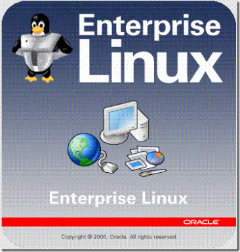 Enterprise
Linux
Enterprise Linux
ORACLE
Copyright © 2006, Oracle. All rights reserved.